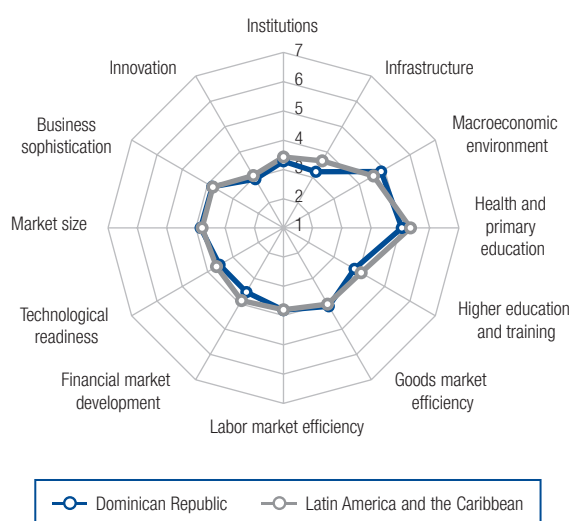 Institutions
7
6
5
4
3
2
1
Infrastructure
Macroeconomic
environment
Health and
primary
education
Higher education
and training
Goods market
efficiency
Labor market efficiency
Financial market
development
Technological
readiness
Market size
Business
sophistication
Innovation
Dominican Republic
Latin America and the Caribbean